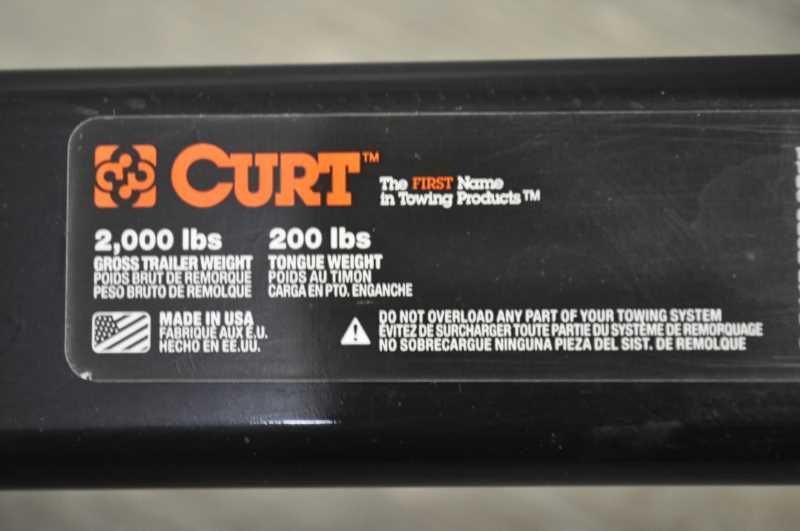 CURT™
The FIRST Name
in Towing Products™
2,000 lbs
GROSS TRAILER WEIGHT
POIDS BRUT DE REMORQUE
PESO BRUTO DE REMOLQUE
200 lbs
TONGUE WEIGHT
POIDS AU TIMON
CARGA EN PTO. ENGANCHE
MADE IN USA
FABRIQUÉ AUX É.U.
HECHO EN EE.UU.
DO NOT OVERLOAD ANY PART OF YOUR TOWING SYSTEM
ÉVITEZ DE SURCHARGER TOUTE PARTIE DU SYSTÈME DE REMORQUAGE
NO SOBRECARGUE NINGUNA PIEZA DEL SIST. DE REMOLQUE